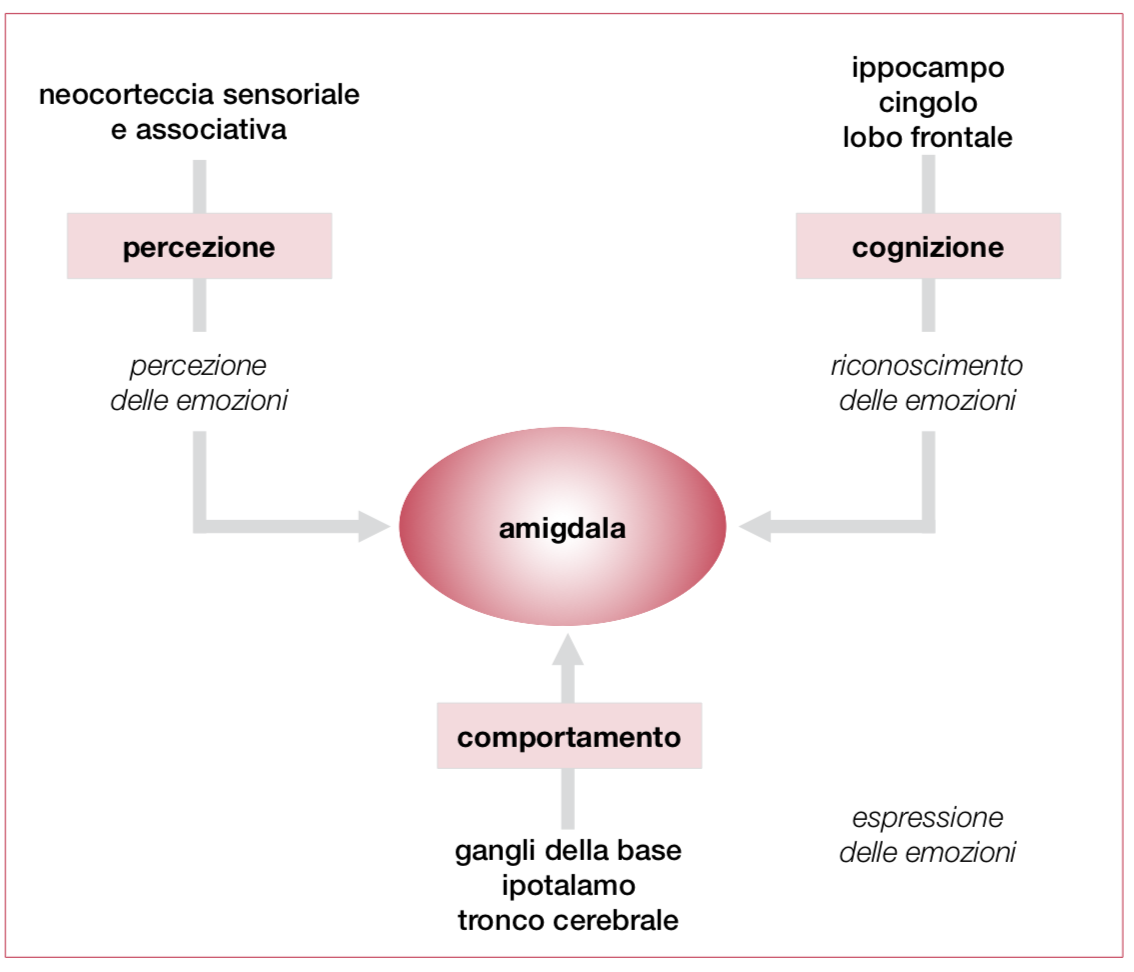 neocorteccia sensoriale
e associativa
ippocampo
cingolo
lobo frontale
percezione
cognizione
percezione
delle emozioni
riconoscimento
delle emozioni
amigdala
comportamento
gangli della base
ipotalamo
tronco cerebrale
espressione
delle emozioni